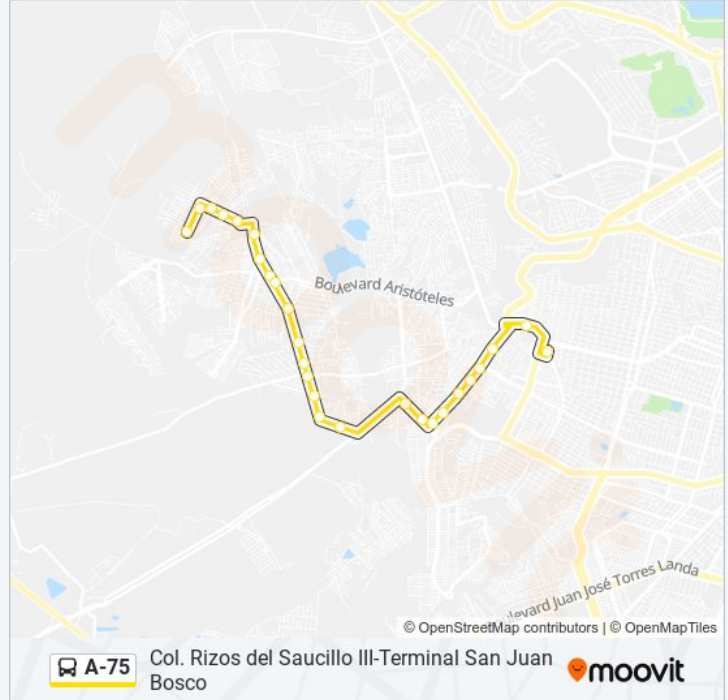 Boulevard Aristóteles
levard Juan José Torres Landa
© OpenStreetMap contributors | © OpenMapTiles
A-75
Col. Rizos del Saucillo III-Terminal San Juan
Bosco
moovit